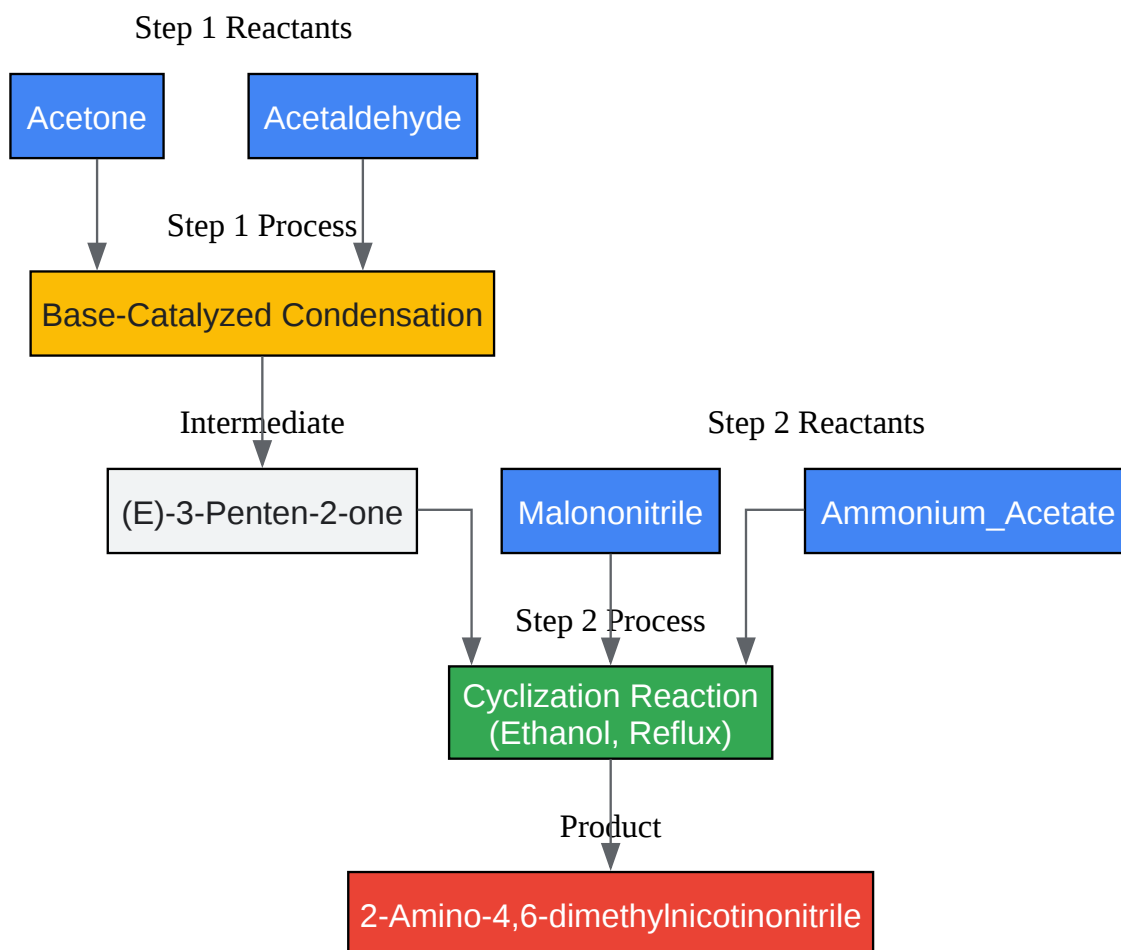 Step 1 Reactants
Acetone
Acetaldehyde
Step 1 Process
Base-Catalyzed Condensation
Intermediate
Step 2 Reactants
(E)-3-Penten-2-one
Malononitrile
Ammonium_Acetate
Step 2 Process
Cyclization Reaction
(Ethanol, Reflux)
Product
2-Amino-4,6-dimethylnicotinonitrile